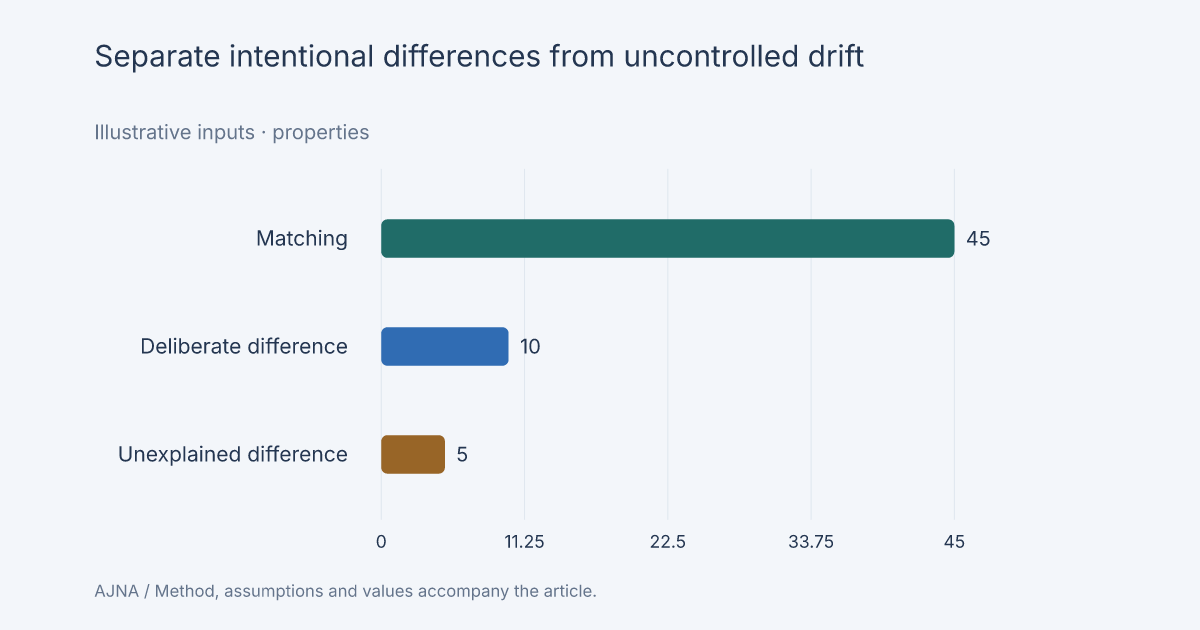 Separate intentional differences from uncontrolled drift
Illustrative inputs · properties
Matching
45
Deliberate difference
10
Unexplained difference
5
0 11.25 22.5 33.75 45
AJNA / Method, assumptions and values accompany the article.